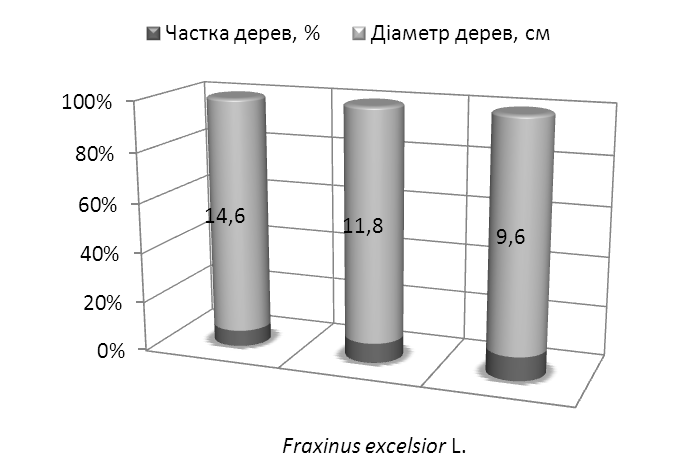 Частка дерев, % Діаметр дерев, см
100%
80%
60%
40%
20%
0%
14,6 11,8 9,6
Fraxinus excelsior L.